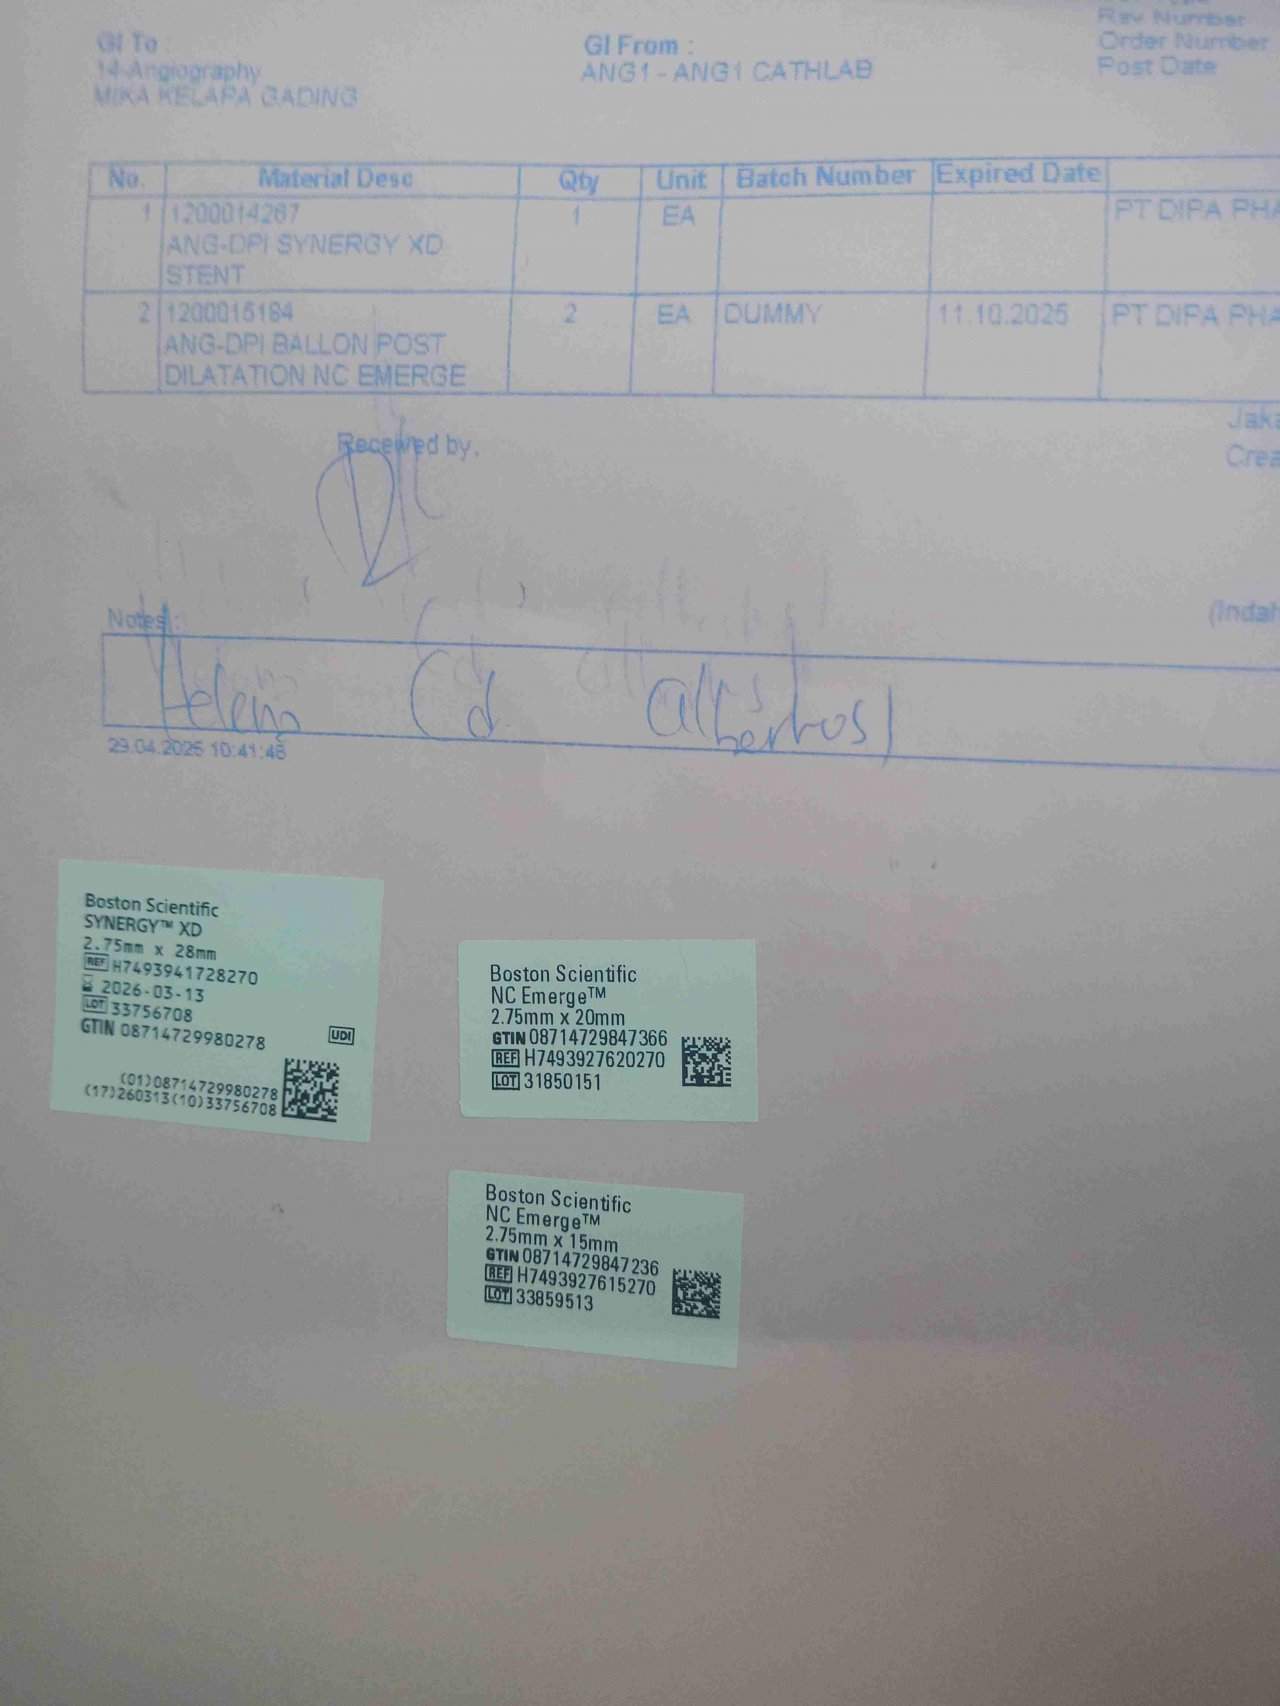 Rev Number
GI To :
GI From :
Order Number
14-Angiography
ANG1 - ANG1 CATHLAB
Post Date
MIKA KELAPA GADING
No. Material Desc Qty Unit Batch Number Expired Date
1 1200014267 1 EA PT DIPA PHA
ANG-DPI SYNERGY XD
STENT
2 1200015184 2 EA DUMMY 11.10.2025 PT DIPA PHA
ANG-DPI BALLON POST
DILATATION NC EMERGE
Jaka
Received by,
Crea
Notes :
(Indah
(d albertus)
29.04.2025 10:41:46
Boston Scientific
SYNERGY™ XD
2.75mm x 28mm
REF H7493941728270
2026-03-13
LOT 33756708
GTIN 08714729980278
UDI
(01)08714729980278
(17)260313(10)33756708
Boston Scientific
NC Emerge™
2.75mm x 20mm
GTIN 08714729847366
REF H7493927620270
LOT 31850151
Boston Scientific
NC Emerge™
2.75mm x 15mm
GTIN 08714729847236
REF H7493927615270
LOT 33859513